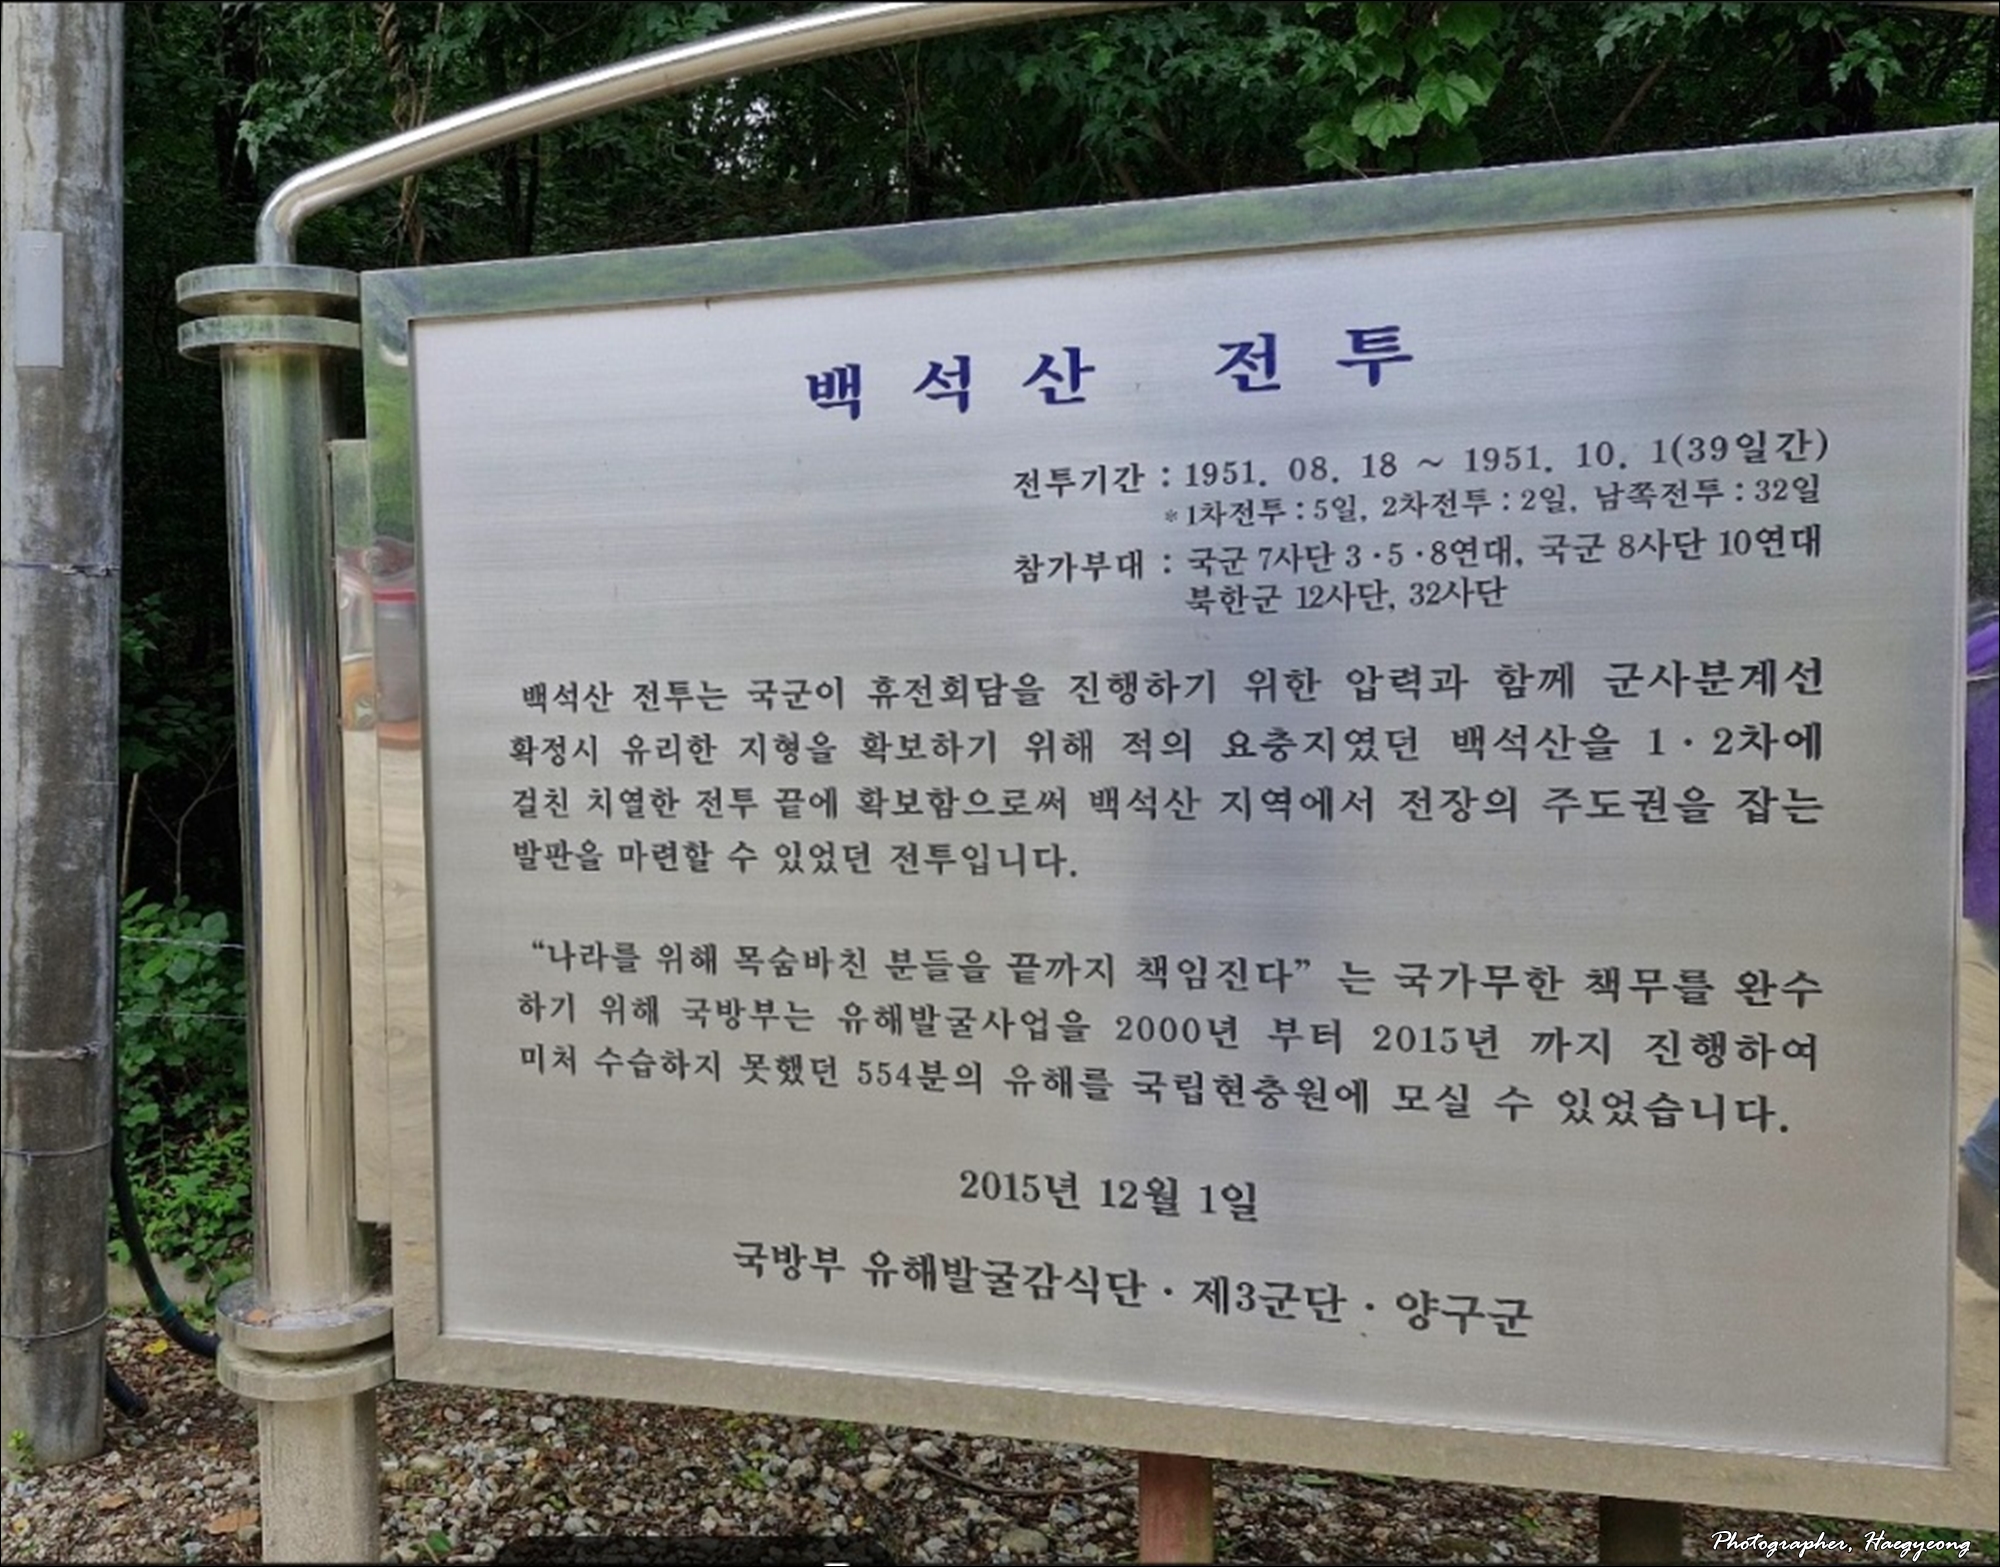 백석산 전투
전투기간 : 1951. 08. 18 ~ 1951. 10. 1(39일간)
*1차전투 : 5일, 2차전투 : 2일, 남쪽전투 : 32일
참가부대 : 국군 7사단 3·5·8연대, 국군 8사단 10연대
북한군 12사단, 32사단
백석산 전투는 국군이 휴전회담을 진행하기 위한 압력과 함께 군사분계선
확정시 유리한 지형을 확보하기 위해 적의 요충지였던 백석산을 1·2차에
걸친 치열한 전투 끝에 확보함으로써 백석산 지역에서 전장의 주도권을 잡는
발판을 마련할 수 있었던 전투입니다.
“나라를 위해 목숨바친 분들을 끝까지 책임진다” 는 국가무한 책무를 완수
하기 위해 국방부는 유해발굴사업을 2000년 부터 2015년 까지 진행하여
미처 수습하지 못했던 554분의 유해를 국립현충원에 모실 수 있었습니다.
2015년 12월 1일
국방부 유해발굴감식단 · 제3군단 · 양구군
Photographer, Haegyeong